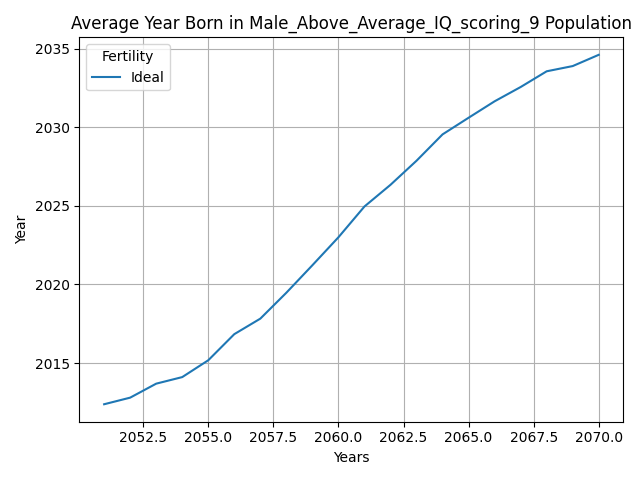 Average Year Born in Male_Above_Average_IQ_scoring_9 Population
Fertility
Ideal
2035
2030
2025
2020
2015
Year
2052.5 2055.0 2057.5 2060.0 2062.5 2065.0 2067.5 2070.0
Years